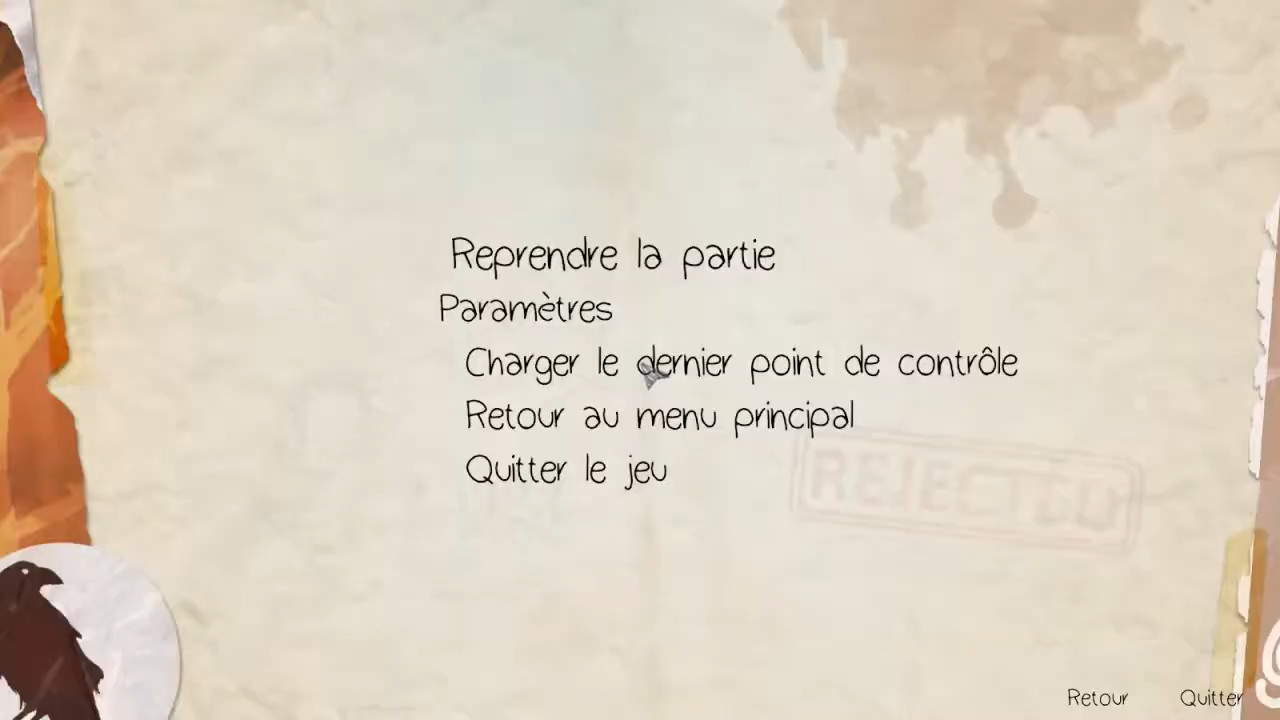 Reprendre la partie
Paramètres
Charger le dernier point de contrôle
Retour au menu principal
Quitter le jeu
REJECTED
Retour
Quitter